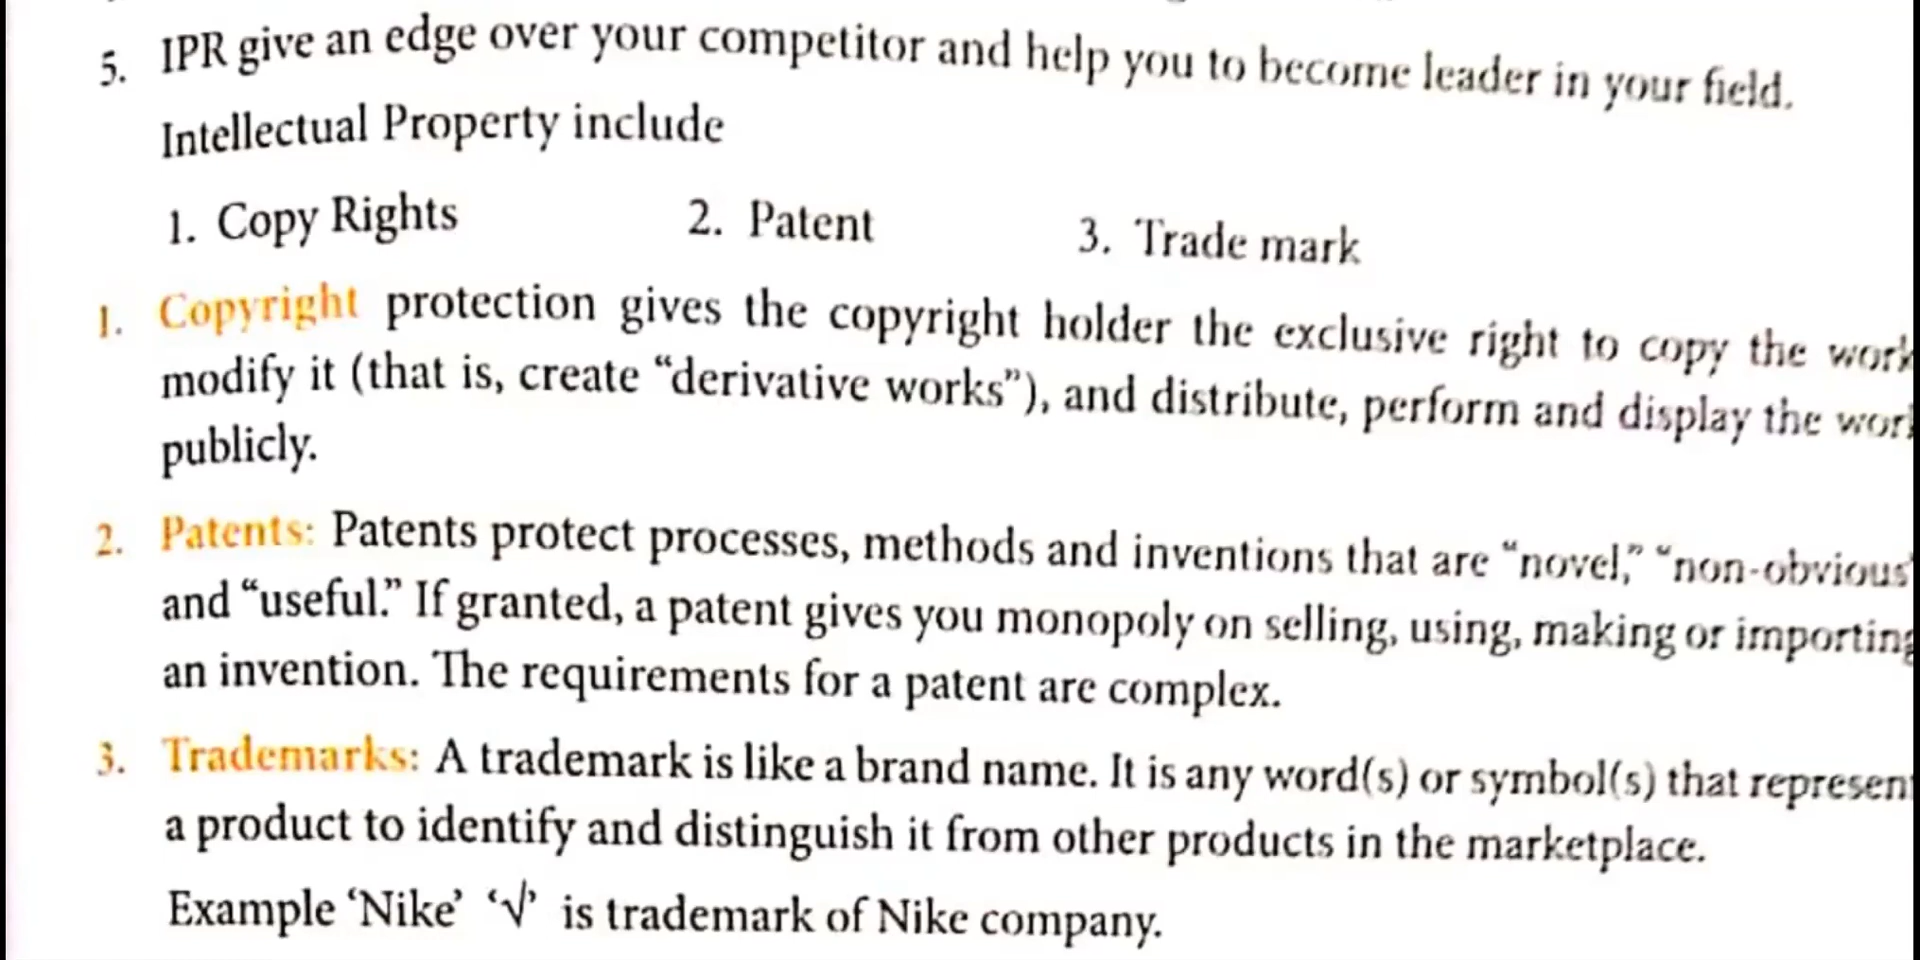 5. IPR give an edge over your competitor and help you to become leader in your field.
Intellectual Property include
1. Copy Rights 2. Patent 3. Trade mark
1. Copyright protection gives the copyright holder the exclusive right to copy the work
modify it (that is, create “derivative works”), and distribute, perform and display the work
publicly.
2. Patents: Patents protect processes, methods and inventions that are “novel,” “non-obvious”
and “useful.” If granted, a patent gives you monopoly on selling, using, making or importing
an invention. The requirements for a patent are complex.
3. Trademarks: A trademark is like a brand name. It is any word(s) or symbol(s) that represent
a product to identify and distinguish it from other products in the marketplace.
Example ‘Nike’ ‘√’ is trademark of Nike company.